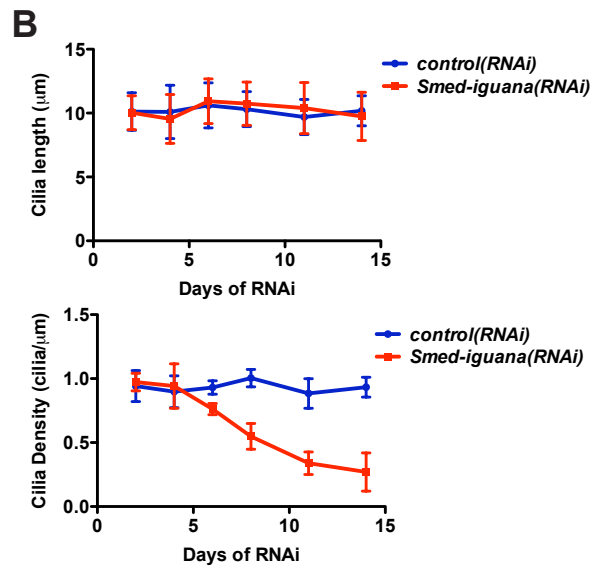 B
15
10
5
0
Cilia length (μm)
0 5 10 15
Days of RNAi
control(RNAi)
Smed-iguana(RNAi)
1.5
1.0
0.5
0.0
Cilia Density (cilia/μm)
0 5 10 15
Days of RNAi
control(RNAi)
Smed-iguana(RNAi)